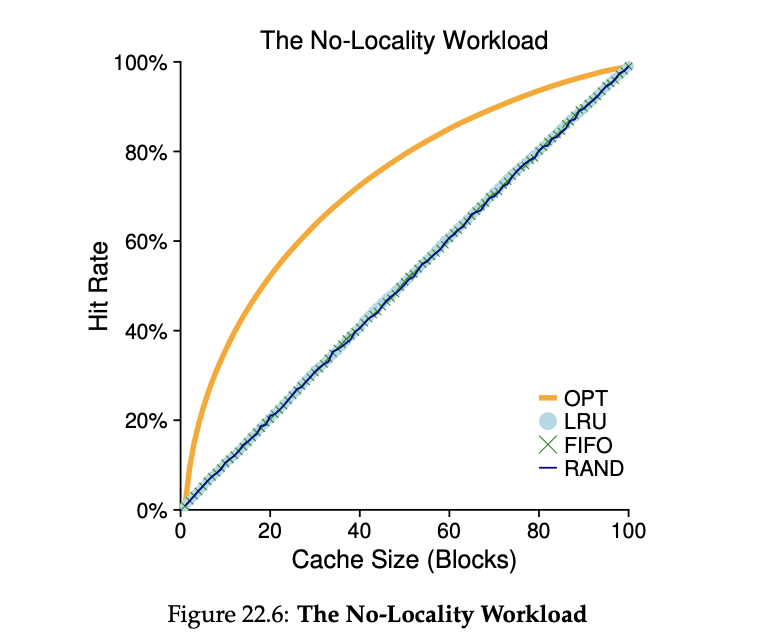 The No-Locality Workload
100%
80%
60%
40%
20%
0%
Hit Rate
0 20 40 60 80 100
Cache Size (Blocks)
OPT
LRU
FIFO
RAND
Figure 22.6: The No-Locality Workload